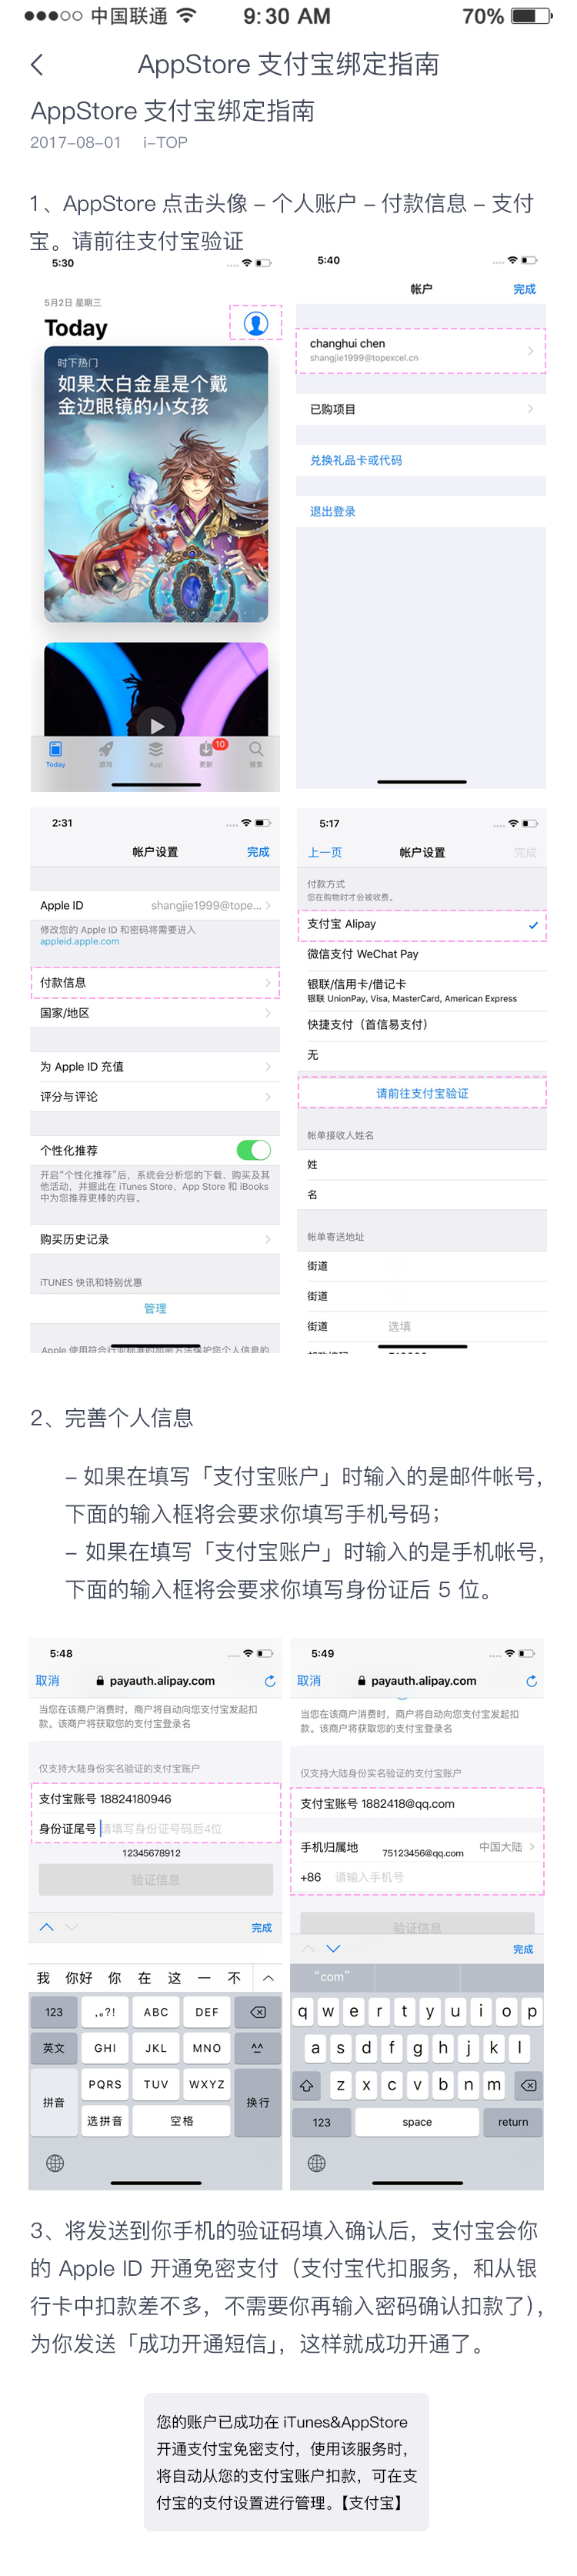 中国联通
9:30 AM
70%
AppStore 支付宝绑定指南
AppStore 支付宝绑定指南
2017-08-01 i-TOP
1、AppStore 点击头像 – 个人账户 – 付款信息 – 支付
宝。请前往支付宝验证
5:30
5月2日 星期三
Today
时下热门
如果太白金星是个戴
金边眼镜的小女孩
Today
游戏
App
更新
10
搜索
5:40
帐户
完成
changhui chen
shangjie1999@topexcel.cn
已购项目
兑换礼品卡或代码
退出登录
2:31
帐户设置
完成
Apple ID
shangjie1999@tope...
修改您的 Apple ID 和密码将需要进入
appleid.apple.com
付款信息
国家/地区
为 Apple ID 充值
评分与评论
个性化推荐
开启“个性化推荐”后，系统会分析您的下载、购买及其
他活动，并据此在 iTunes Store、App Store 和 iBooks
中为您推荐更棒的内容。
购买历史记录
iTUNES 快讯和特别优惠
管理
Apple 使用符合行业标准的加密方法保护您个人信息的
5:17
上一页
帐户设置
完成
付款方式
您在购物时才会被收费。
支付宝 Alipay
微信支付 WeChat Pay
银联/信用卡/借记卡
银联 UnionPay, Visa, MasterCard, American Express
快捷支付（首信易支付）
无
请前往支付宝验证
帐单接收人姓名
姓
名
帐单寄送地址
街道
街道
街道 选填
2、完善个人信息
– 如果在填写「支付宝账户」时输入的是邮件帐号，
下面的输入框将会要求你填写手机号码；
– 如果在填写「支付宝账户」时输入的是手机帐号，
下面的输入框将会要求你填写身份证后 5 位。
5:48
取消
payauth.alipay.com
当您在该商户消费时，商户将自动向您支付宝发起扣
款。该商户将获取您的支付宝登录名
仅支持大陆身份实名验证的支付宝账户
支付宝账号 18824180946
身份证尾号 请填写身份证号码后4位
12345678912
验证信息
完成
我 你好 你 在 这 一 不
123 ,。?! ABC DEF
英文 GHI JKL MNO ^^
拼音 PQRS TUV WXYZ 换行
选拼音 空格
5:49
取消
payauth.alipay.com
当您在该商户消费时，商户将自动向您支付宝发起扣
款。该商户将获取您的支付宝登录名
仅支持大陆身份实名验证的支付宝账户
支付宝账号 1882418@qq.com
手机归属地 75123456@qq.com 中国大陆
+86 请输入手机号
验证信息
完成
“com”
q w e r t y u i o p
a s d f g h j k l
z x c v b n m
123 space return
3、将发送到你手机的验证码填入确认后，支付宝会你
的 Apple ID 开通免密支付（支付宝代扣服务，和从银
行卡中扣款差不多，不需要你再输入密码确认扣款了），
为你发送「成功开通短信」，这样就成功开通了。
您的账户已成功在 iTunes&AppStore
开通支付宝免密支付，使用该服务时，
将自动从您的支付宝账户扣款，可在支
付宝的支付设置进行管理。【支付宝】